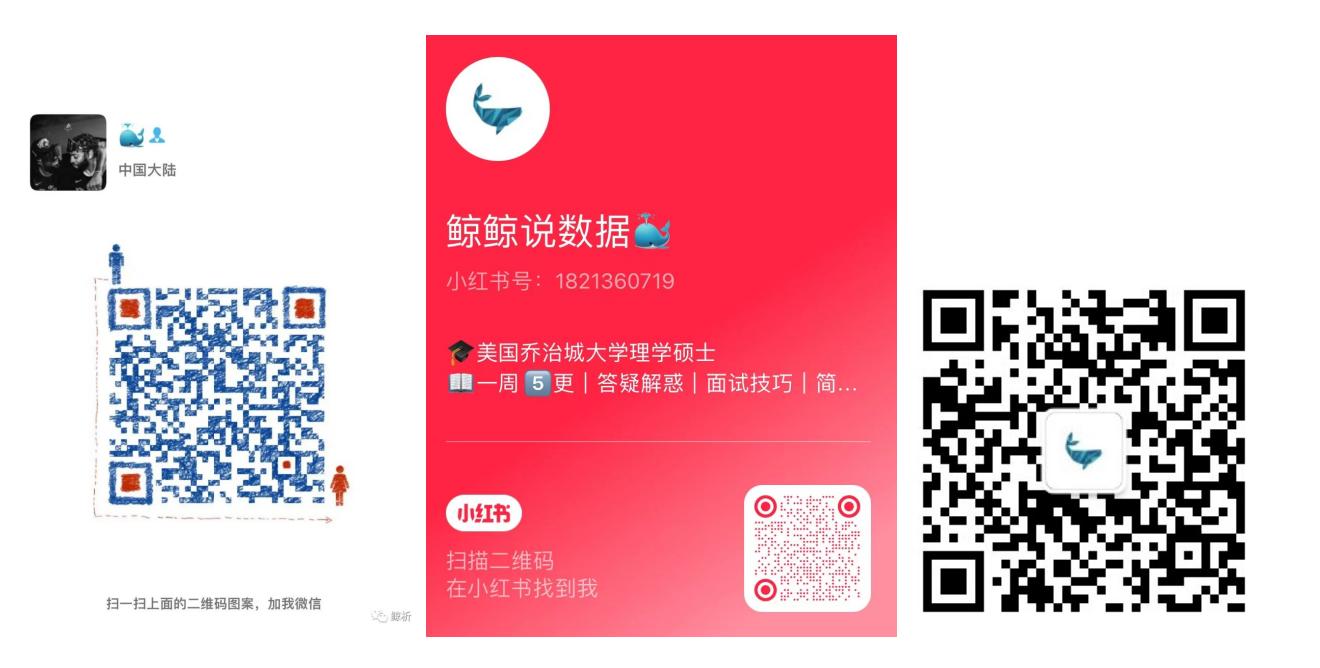 中国大陆
扫一扫上面的二维码图案，加我微信
鲸析
鲸鲸说数据
小红书号：1821360719
美国乔治城大学理学硕士
一周 5 更｜答疑解惑｜面试技巧｜简...
小红书
扫描二维码
在小红书找到我